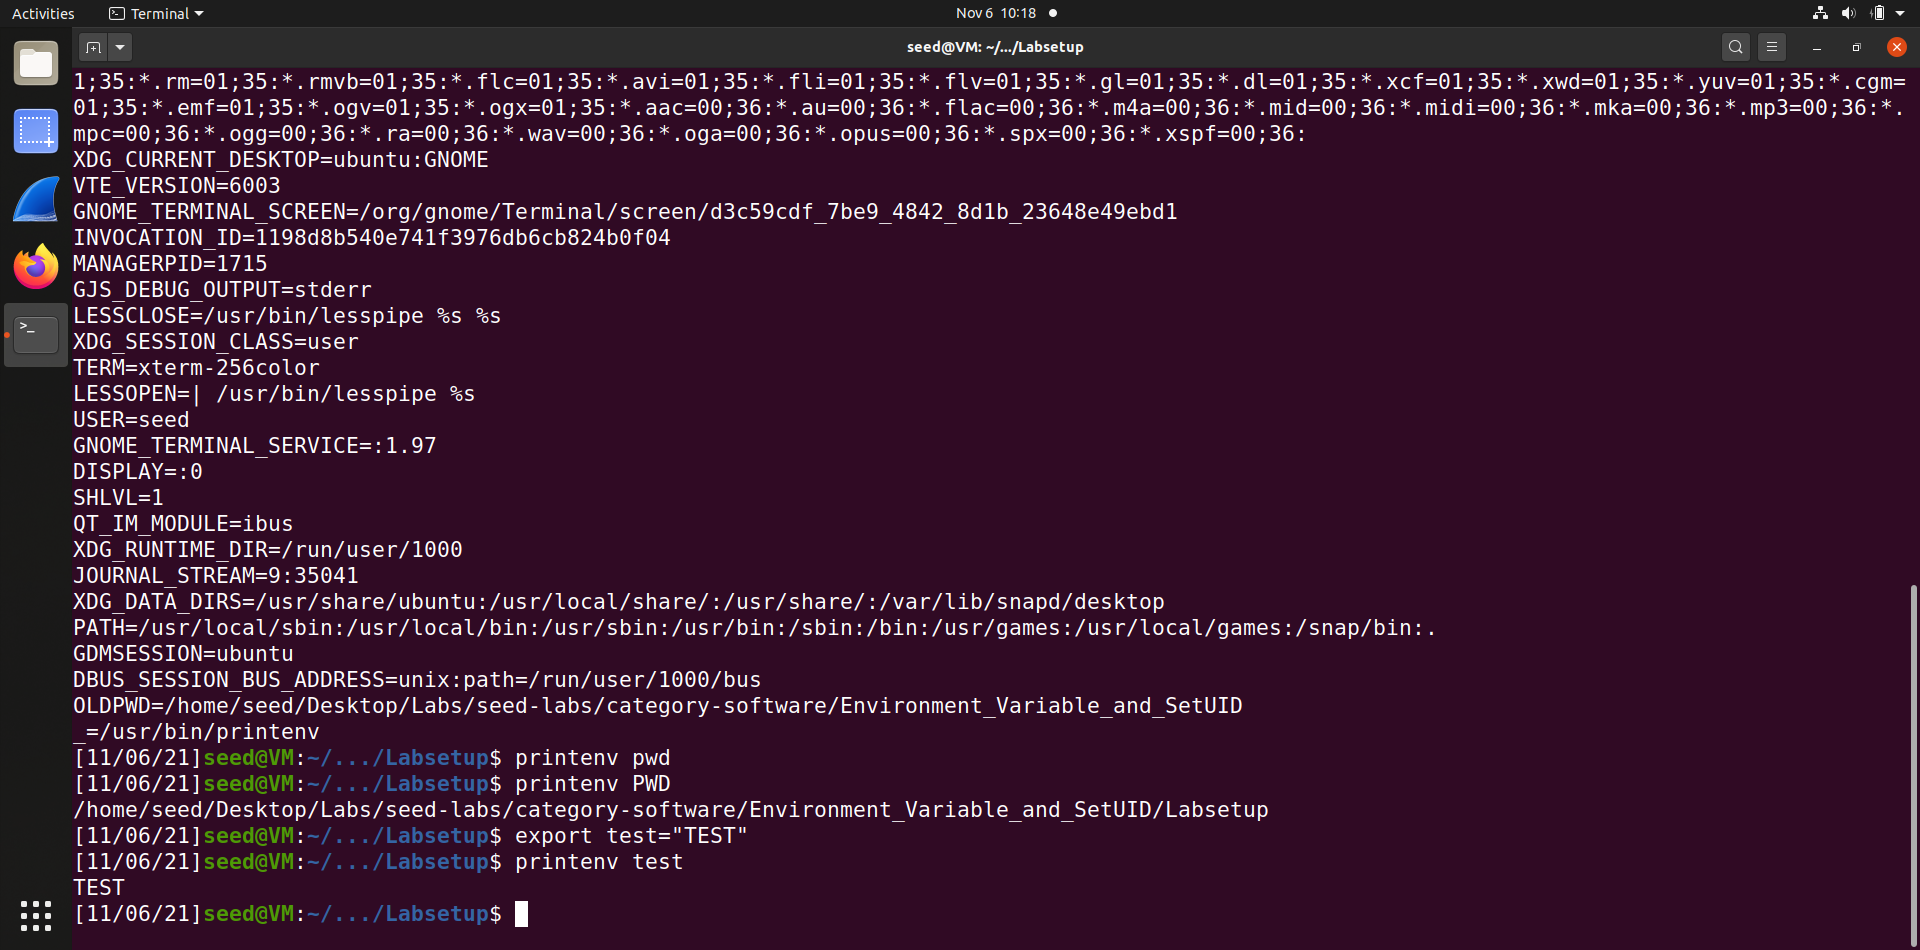 Activities
Terminal
Nov 6 10:18
seed@VM: ~/.../Labsetup
1;35:*.rm=01;35:*.rmvb=01;35:*.flc=01;35:*.avi=01;35:*.fli=01;35:*.flv=01;35:*.gl=01;35:*.dl=01;35:*.xcf=01;35:*.xwd=01;35:*.yuv=01;35:*.cgm=
01;35:*.emf=01;35:*.ogv=01;35:*.ogx=01;35:*.aac=00;36:*.au=00;36:*.flac=00;36:*.m4a=00;36:*.mid=00;36:*.midi=00;36:*.mka=00;36:*.mp3=00;36:*.
mpc=00;36:*.ogg=00;36:*.ra=00;36:*.wav=00;36:*.oga=00;36:*.opus=00;36:*.spx=00;36:*.xspf=00;36:
XDG_CURRENT_DESKTOP=ubuntu:GNOME
VTE_VERSION=6003
GNOME_TERMINAL_SCREEN=/org/gnome/Terminal/screen/d3c59cdf_7be9_4842_8d1b_23648e49ebd1
INVOCATION_ID=1198d8b540e741f3976db6cb824b0f04
MANAGERPID=1715
GJS_DEBUG_OUTPUT=stderr
LESSCLOSE=/usr/bin/lesspipe %s %s
XDG_SESSION_CLASS=user
TERM=xterm-256color
LESSOPEN=| /usr/bin/lesspipe %s
USER=seed
GNOME_TERMINAL_SERVICE=:1.97
DISPLAY=:0
SHLVL=1
QT_IM_MODULE=ibus
XDG_RUNTIME_DIR=/run/user/1000
JOURNAL_STREAM=9:35041
XDG_DATA_DIRS=/usr/share/ubuntu:/usr/local/share/:/usr/share/:/var/lib/snapd/desktop
PATH=/usr/local/sbin:/usr/local/bin:/usr/sbin:/usr/bin:/sbin:/bin:/usr/games:/usr/local/games:/snap/bin:.
GDMSESSION=ubuntu
DBUS_SESSION_BUS_ADDRESS=unix:path=/run/user/1000/bus
OLDPWD=/home/seed/Desktop/Labs/seed-labs/category-software/Environment_Variable_and_SetUID
_=/usr/bin/printenv
[11/06/21]seed@VM:~/.../Labsetup$ printenv pwd
[11/06/21]seed@VM:~/.../Labsetup$ printenv PWD
/home/seed/Desktop/Labs/seed-labs/category-software/Environment_Variable_and_SetUID/Labsetup
[11/06/21]seed@VM:~/.../Labsetup$ export test="TEST"
[11/06/21]seed@VM:~/.../Labsetup$ printenv test
TEST
[11/06/21]seed@VM:~/.../Labsetup$